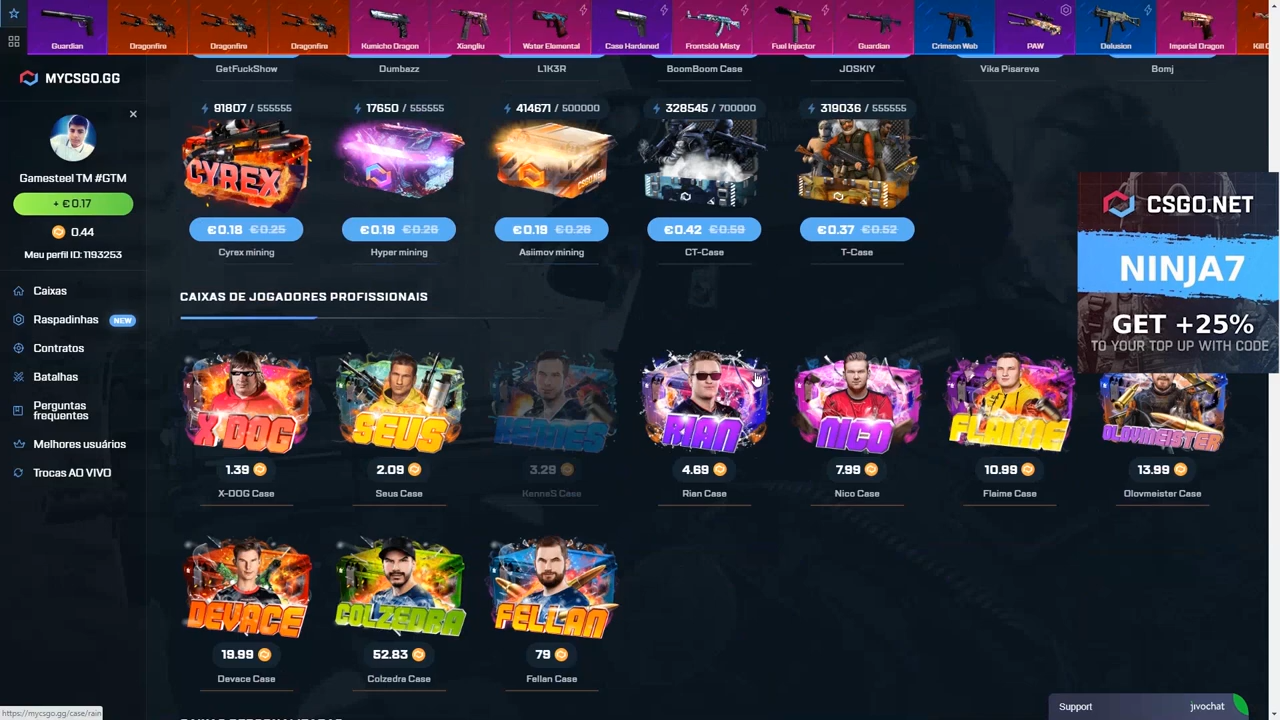 Guardian
Dragonfire
Dragonfire
Dragonfire
Kumicho Dragon
Xiangliu
Water Elemental
Case Hardened
Frontside Misty
Fuel Injector
Guardian
Crimson Web
PAW
Delusion
Imperial Dragon
MYCSGO.GG
Gamesteel TM #GTM
+ €0.17
0.44
Meu perfil ID: 1193253
Caixas
Raspadinhas NEW
Contratos
Batalhas
Perguntas
frequentes
Melhores usuários
Trocas AO VIVO
GetFuckShow
Dumbazz
L1K3R
BoomBoom Case
JOSKIY
Vika Pisareva
Bomj
91807 / 555555
17650 / 555555
414671 / 500000
328545 / 700000
319036 / 555555
CYREX
CSGO.NET
€0.18 €0.25
€0.19 €0.26
€0.19 €0.26
€0.42 €0.59
€0.37 €0.52
Cyrex mining
Hyper mining
Asiimov mining
CT-Case
T-Case
CAIXAS DE JOGADORES PROFISSIONAIS
X DOG
SEUS
KENNES
RIAN
NICO
FLAIME
OLOVMEISTER
1.39
2.09
3.29
4.69
7.99
10.99
13.99
X-DOG Case
Seus Case
KenneS Case
Rian Case
Nico Case
Flaime Case
Olovmeister Case
DEVACE
COLZEDRA
FELLAN
19.99
52.83
79
Devace Case
Colzedra Case
Fellan Case
CSGO.NET
NINJA7
GET +25%
TO YOUR TOP UP WITH CODE
Support
jivochat
https://mycsgo.gg/case/rain